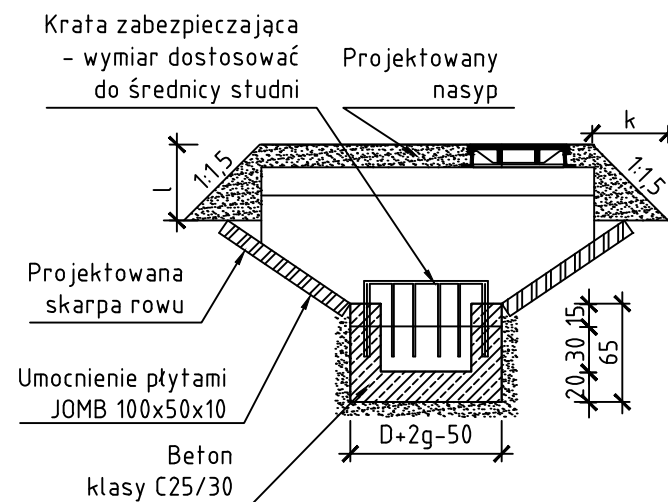 Krata zabezpieczająca
- wymiar dostosować
do średnicy studni
Projektowany
nasyp
k
l
1:1,5
1:1,5
Projektowana
skarpa rowu
Umocnienie płytami
JOMB 100x50x10
Beton
klasy C25/30
D+2g-50
20
30
15
65